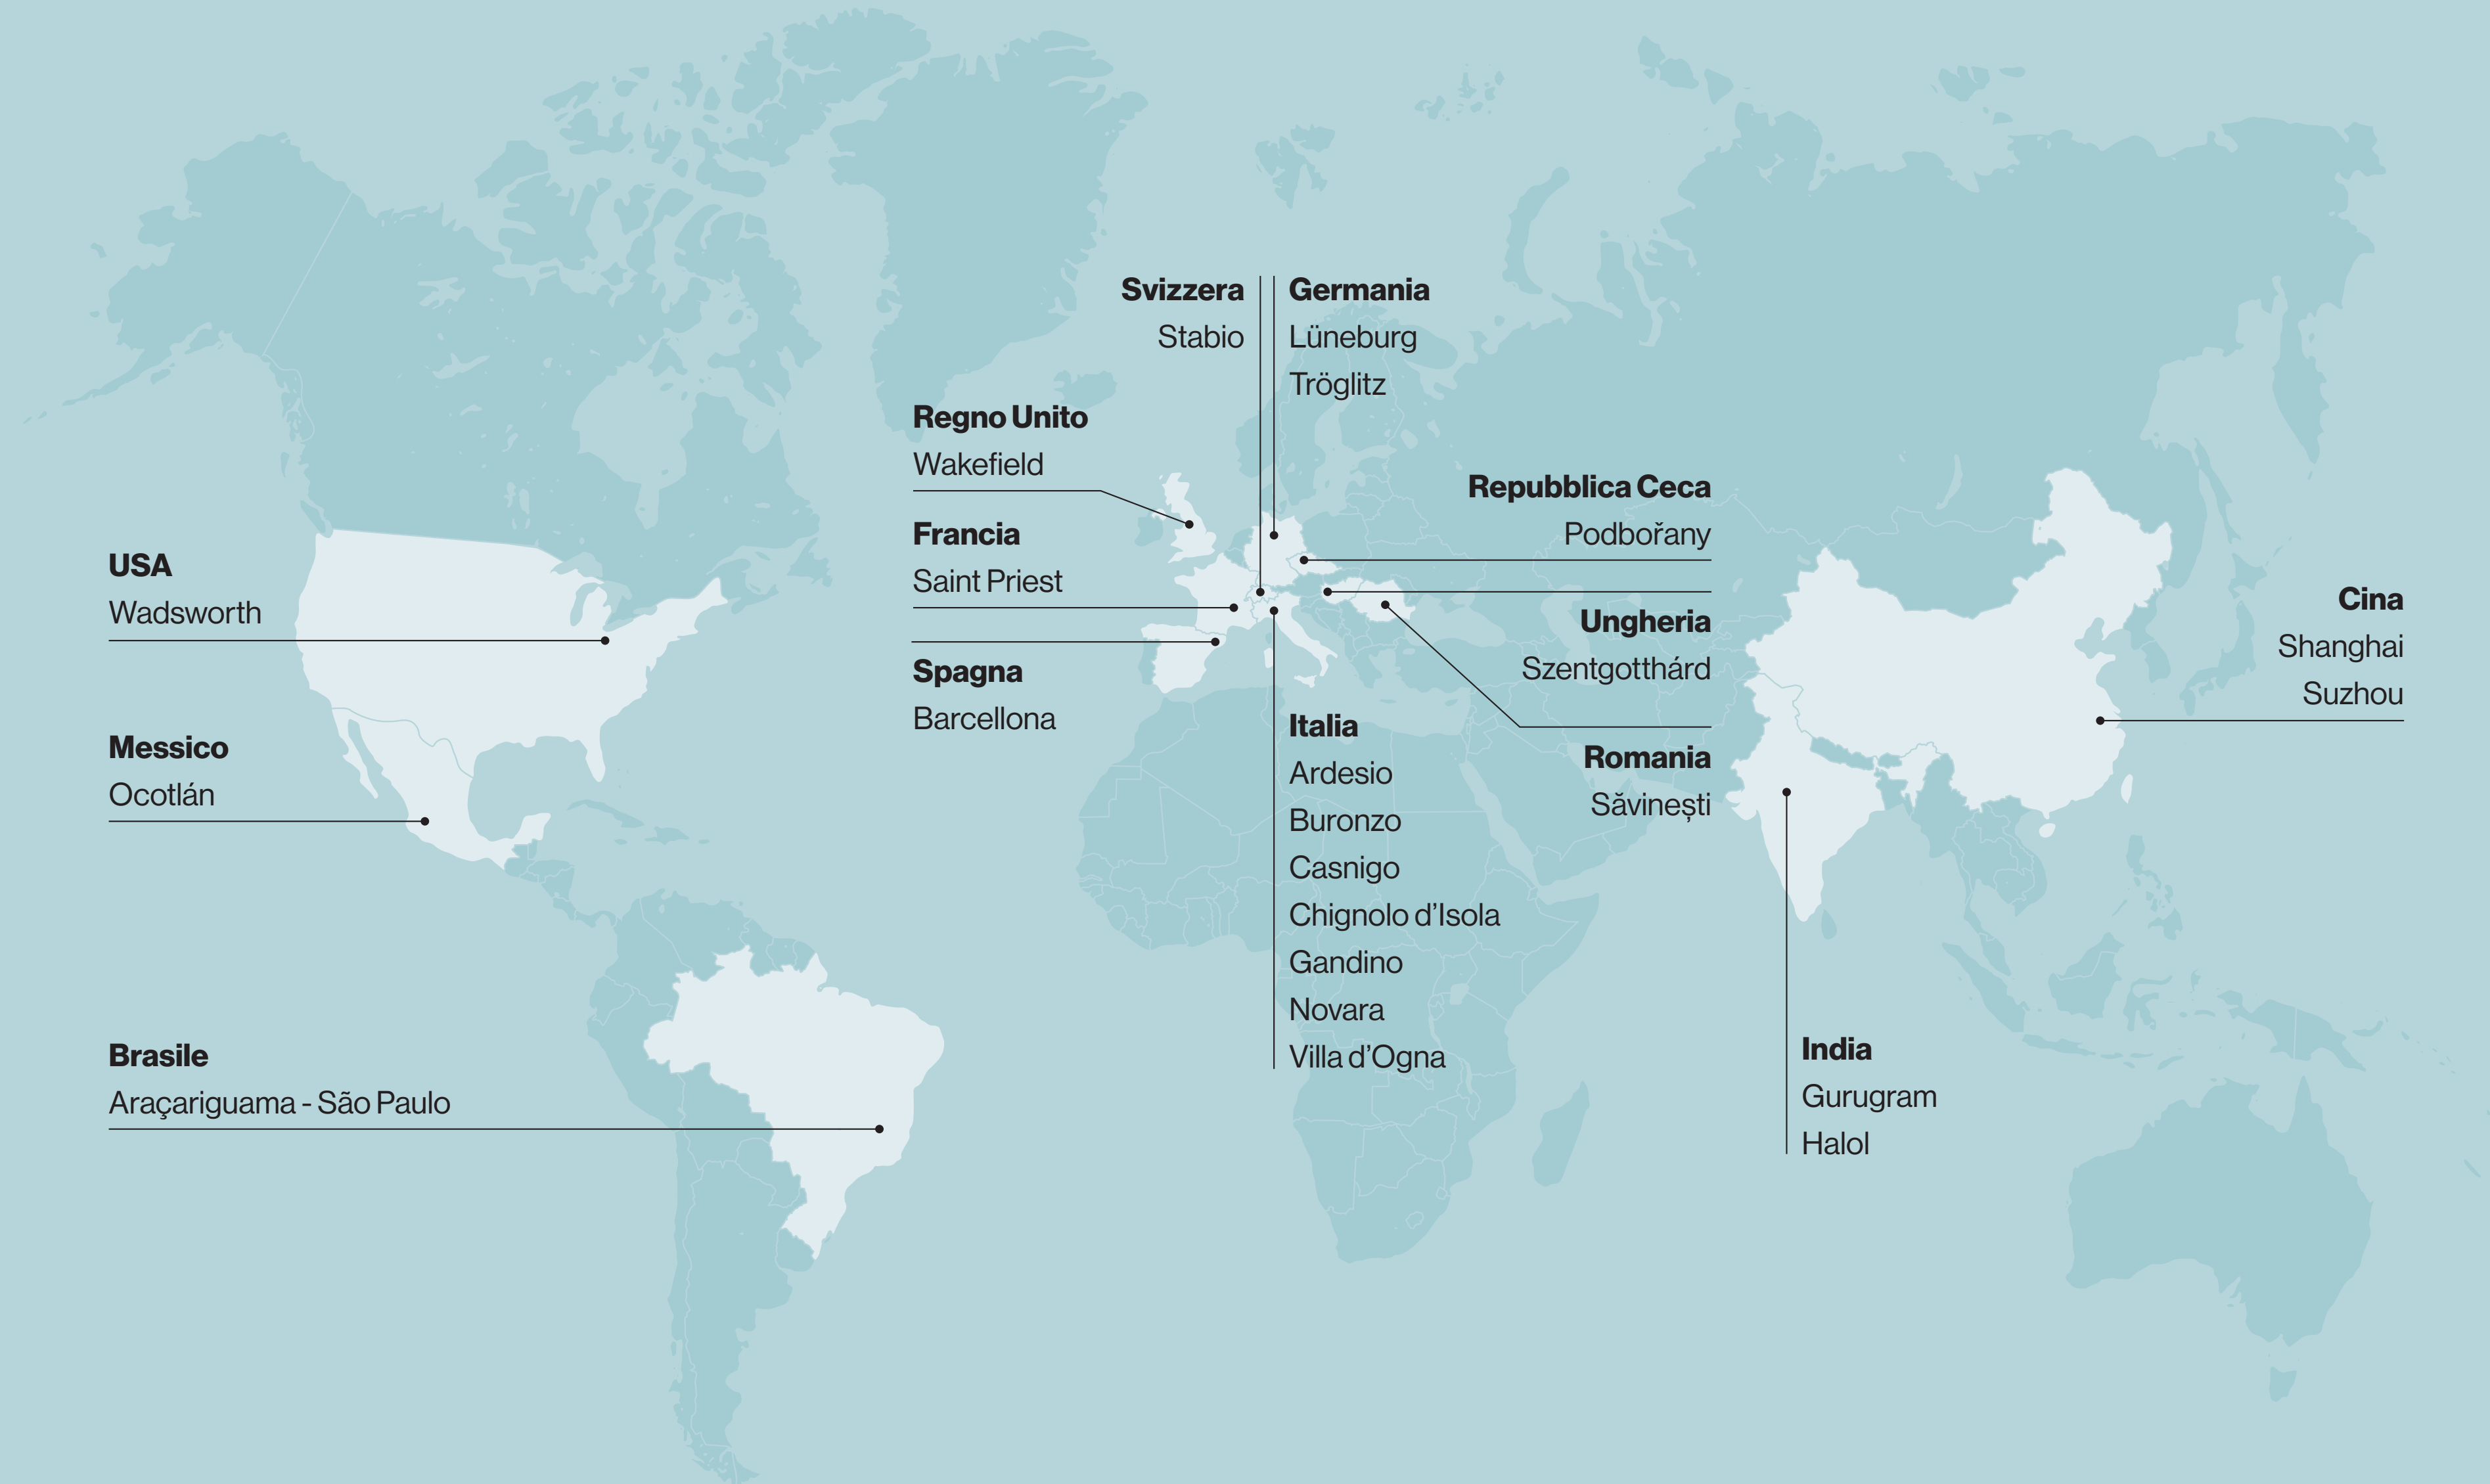 USA
Wadsworth
Messico
Ocotlán
Brasile
Araçariguama - São Paulo
Regno Unito
Wakefield
Francia
Saint Priest
Spagna
Barcellona
Svizzera
Stabio
Germania
Lüneburg
Tröglitz
Repubblica Ceca
Podbořany
Ungheria
Szentgotthárd
Romania
Săvinești
Italia
Ardesio
Buronzo
Casnigo
Chignolo d’Isola
Gandino
Novara
Villa d’Ogna
India
Gurugram
Halol
Cina
Shanghai
Suzhou